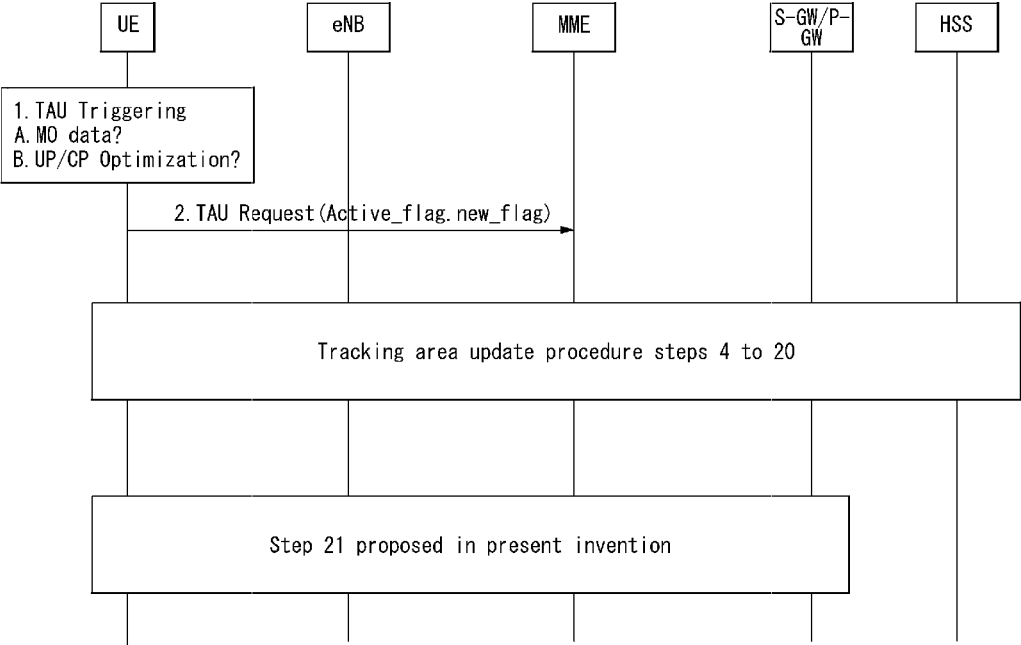 UE
eNB
MME
S-GW/P-
GW
HSS
1. TAU Triggering
A. MO data?
B. UP/CP Optimization?
2. TAU Request(Active_flag.new_flag)
Tracking area update procedure steps 4 to 20
Step 21 proposed in present invention